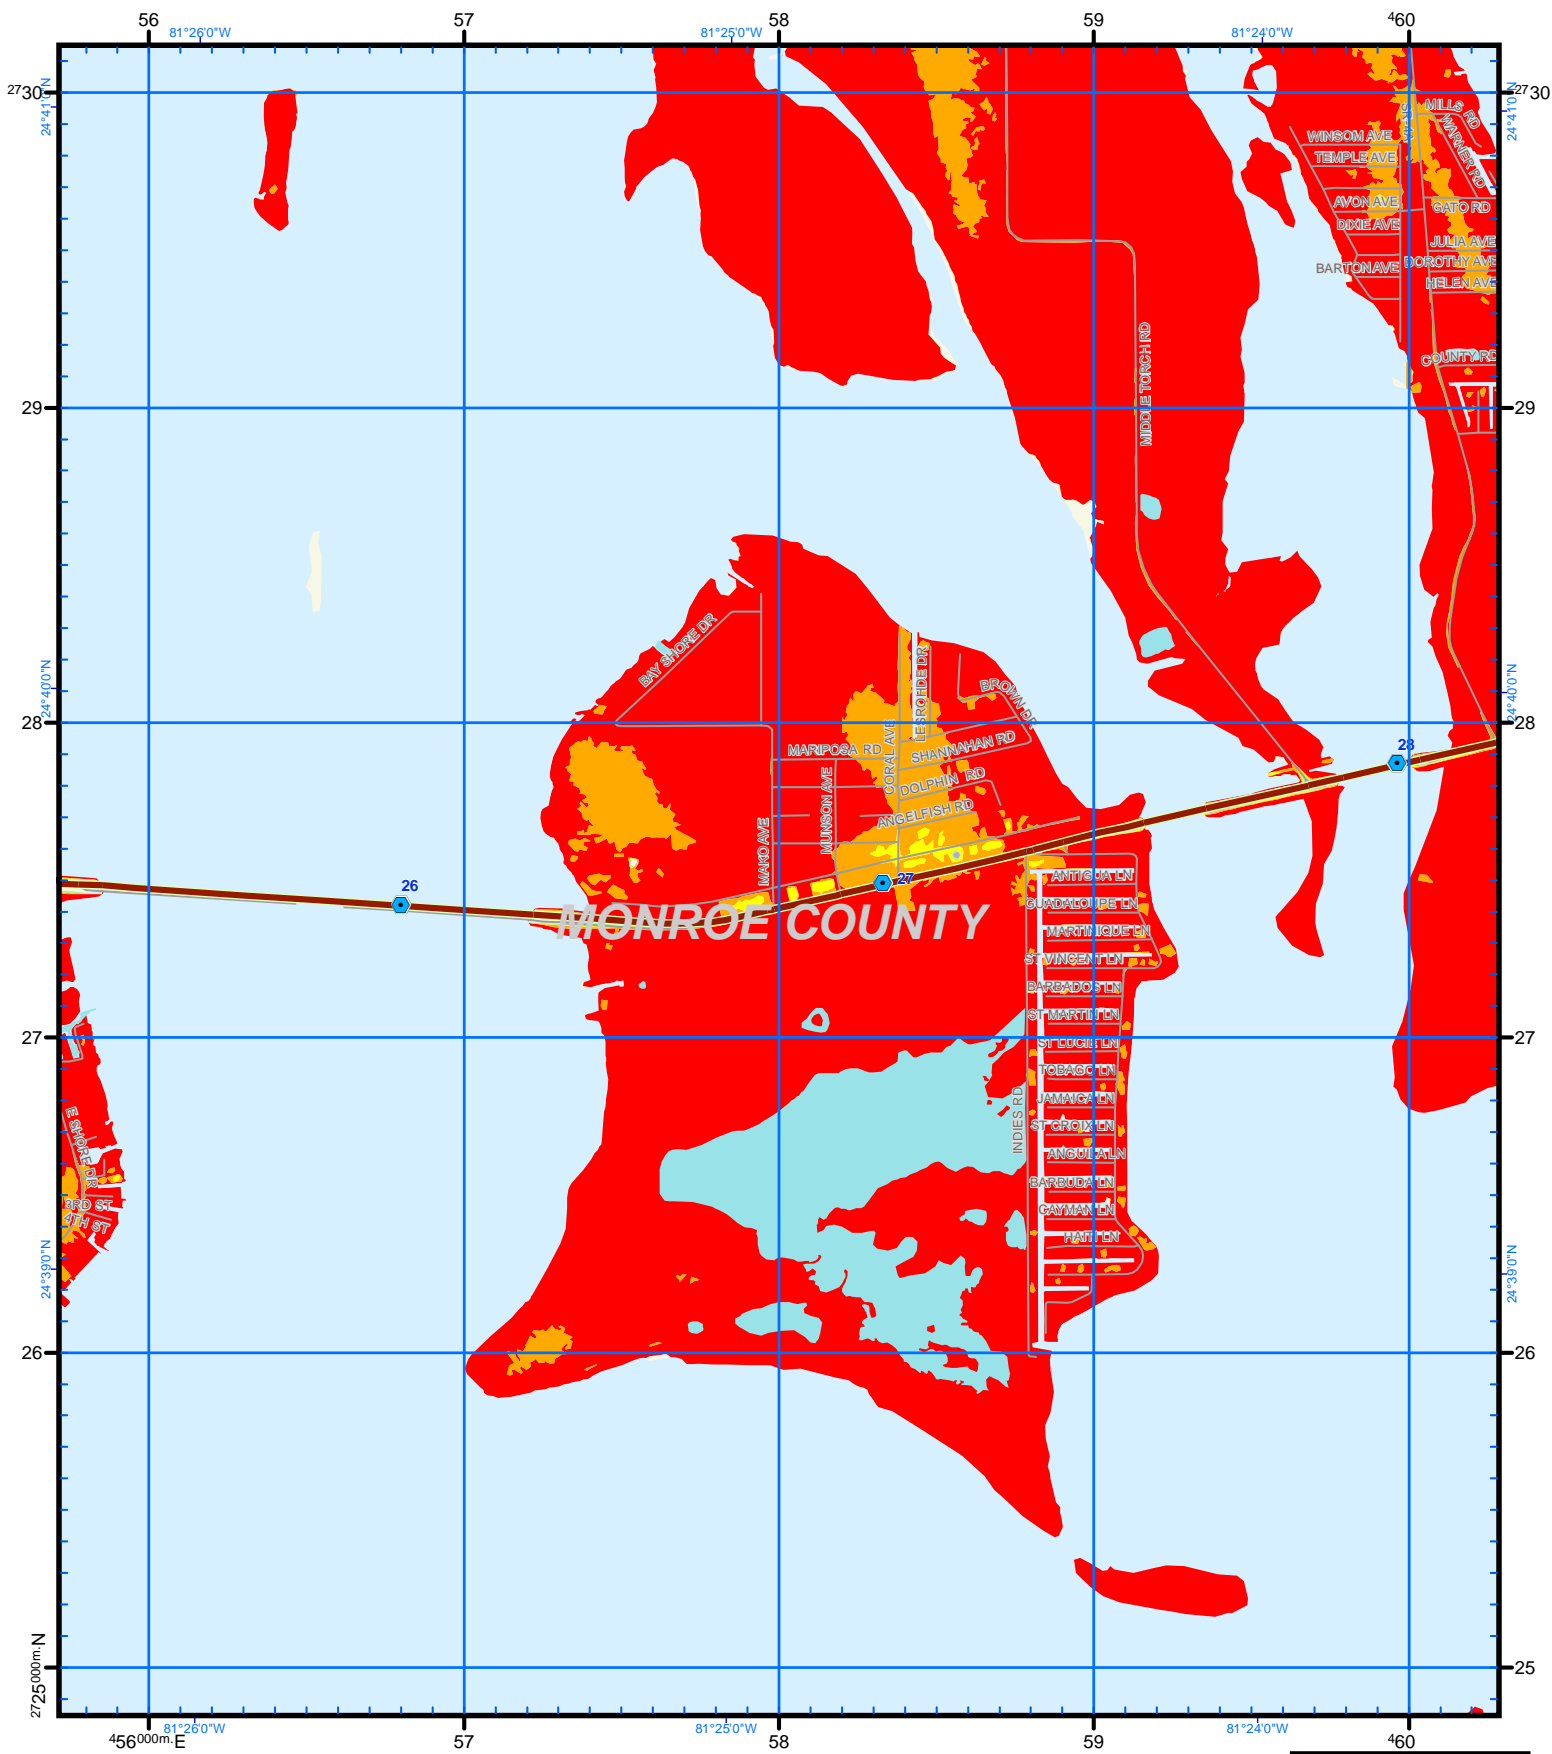 56 57 58 59 ⁴60
81°26'0"W 81°25'0"W 81°24'0"W
²⁷30
²⁷30
24°41'0"N
24°41'0"N
MILLS RD
WINSOM AVE
WARNER RD
TEMPLE AVE
AVON AVE
GATO RD
DIXIE AVE
JULIA AVE
BARTON AVE
DOROTHY AVE
HELEN AVE
MIDDLE TORCH RD
COUNTY RD
29
29
BAY SHORE DR
LESROHDE DR
BROWN DR
24°40'0"N
24°40'0"N
28
28
CORAL AVE
MARIPOSA RD
SHANNAHAN RD
28
MUNSON AVE
DOLPHIN RD
ANGELFISH RD
MAKO AVE
26
27
ANTIGUA LN
MONROE COUNTY
GUADALOUPE LN
MARTINIQUE LN
ST VINCENT LN
BARBADOS LN
ST MARTIN LN
27
27
ST LUCIE LN
TOBAGO LN
INDIES RD
JAMAICA LN
E SHORE DR
ST CROIX LN
ANGUILA LN
BARBUDA LN
3RD ST
CAYMAN LN
4TH ST
HAITI LN
24°39'0"N
24°39'0"N
26
26
²⁷25⁰⁰⁰ᵐ·N
25
81°26'0"W 81°25'0"W 81°24'0"W
⁴56⁰⁰⁰ᵐ·E 57 58 59 ⁴60